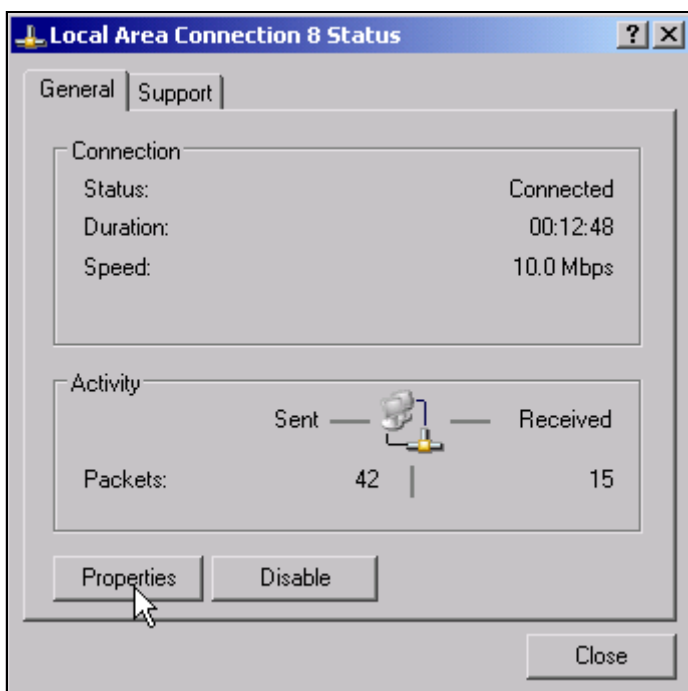 Local Area Connection 8 Status
General Support
Connection
Status: Connected
Duration: 00:12:48
Speed: 10.0 Mbps
Activity
Sent Received
Packets: 42 15
Properties Disable
Close